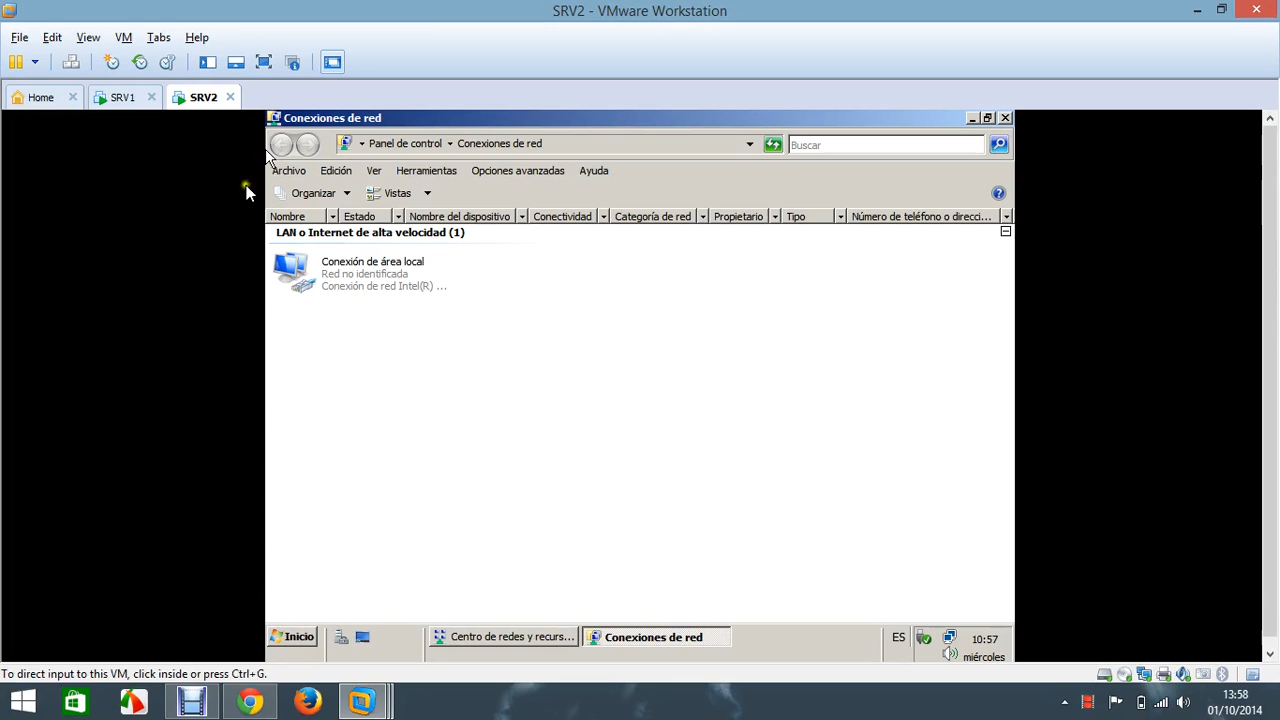 SRV2 - VMware Workstation
File Edit View VM Tabs Help
Home SRV1 SRV2
Conexiones de red
Panel de control Conexiones de red Buscar
Archivo Edición Ver Herramientas Opciones avanzadas Ayuda
Organizar Vistas
Nombre Estado Nombre del dispositivo Conectividad Categoría de red Propietario Tipo Número de teléfono o direcci...
LAN o Internet de alta velocidad (1)
Conexión de área local
Red no identificada
Conexión de red Intel(R) ...
Inicio Centro de redes y recurs... Conexiones de red ES 10:57
miércoles
To direct input to this VM, click inside or press Ctrl+G.
13:58
01/10/2014